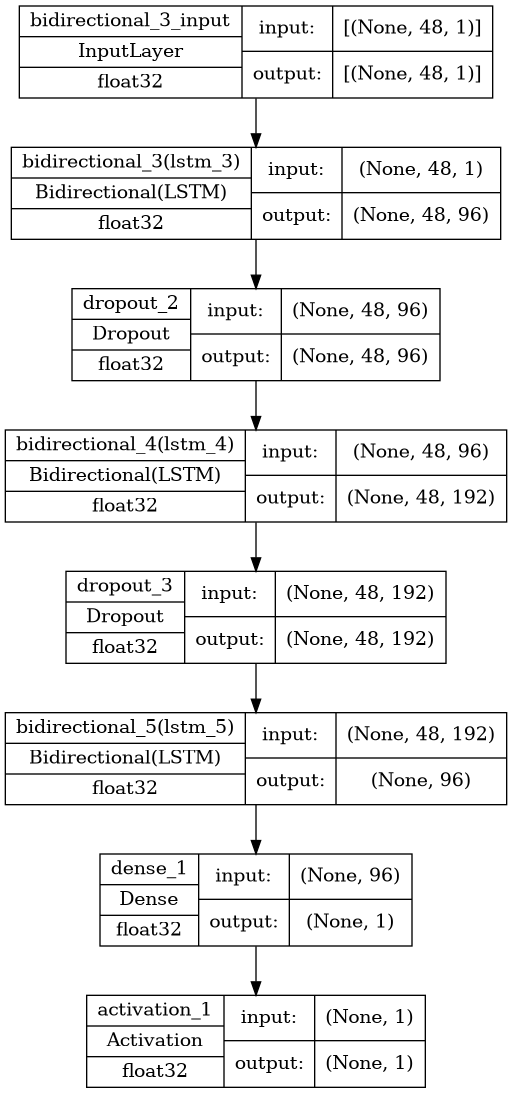 bidirectional_3_input
InputLayer
float32
input:
[(None, 48, 1)]
output:
[(None, 48, 1)]
bidirectional_3(lstm_3)
Bidirectional(LSTM)
float32
input:
(None, 48, 1)
output:
(None, 48, 96)
dropout_2
Dropout
float32
input:
(None, 48, 96)
output:
(None, 48, 96)
bidirectional_4(lstm_4)
Bidirectional(LSTM)
float32
input:
(None, 48, 96)
output:
(None, 48, 192)
dropout_3
Dropout
float32
input:
(None, 48, 192)
output:
(None, 48, 192)
bidirectional_5(lstm_5)
Bidirectional(LSTM)
float32
input:
(None, 48, 192)
output:
(None, 96)
dense_1
Dense
float32
input:
(None, 96)
output:
(None, 1)
activation_1
Activation
float32
input:
(None, 1)
output:
(None, 1)